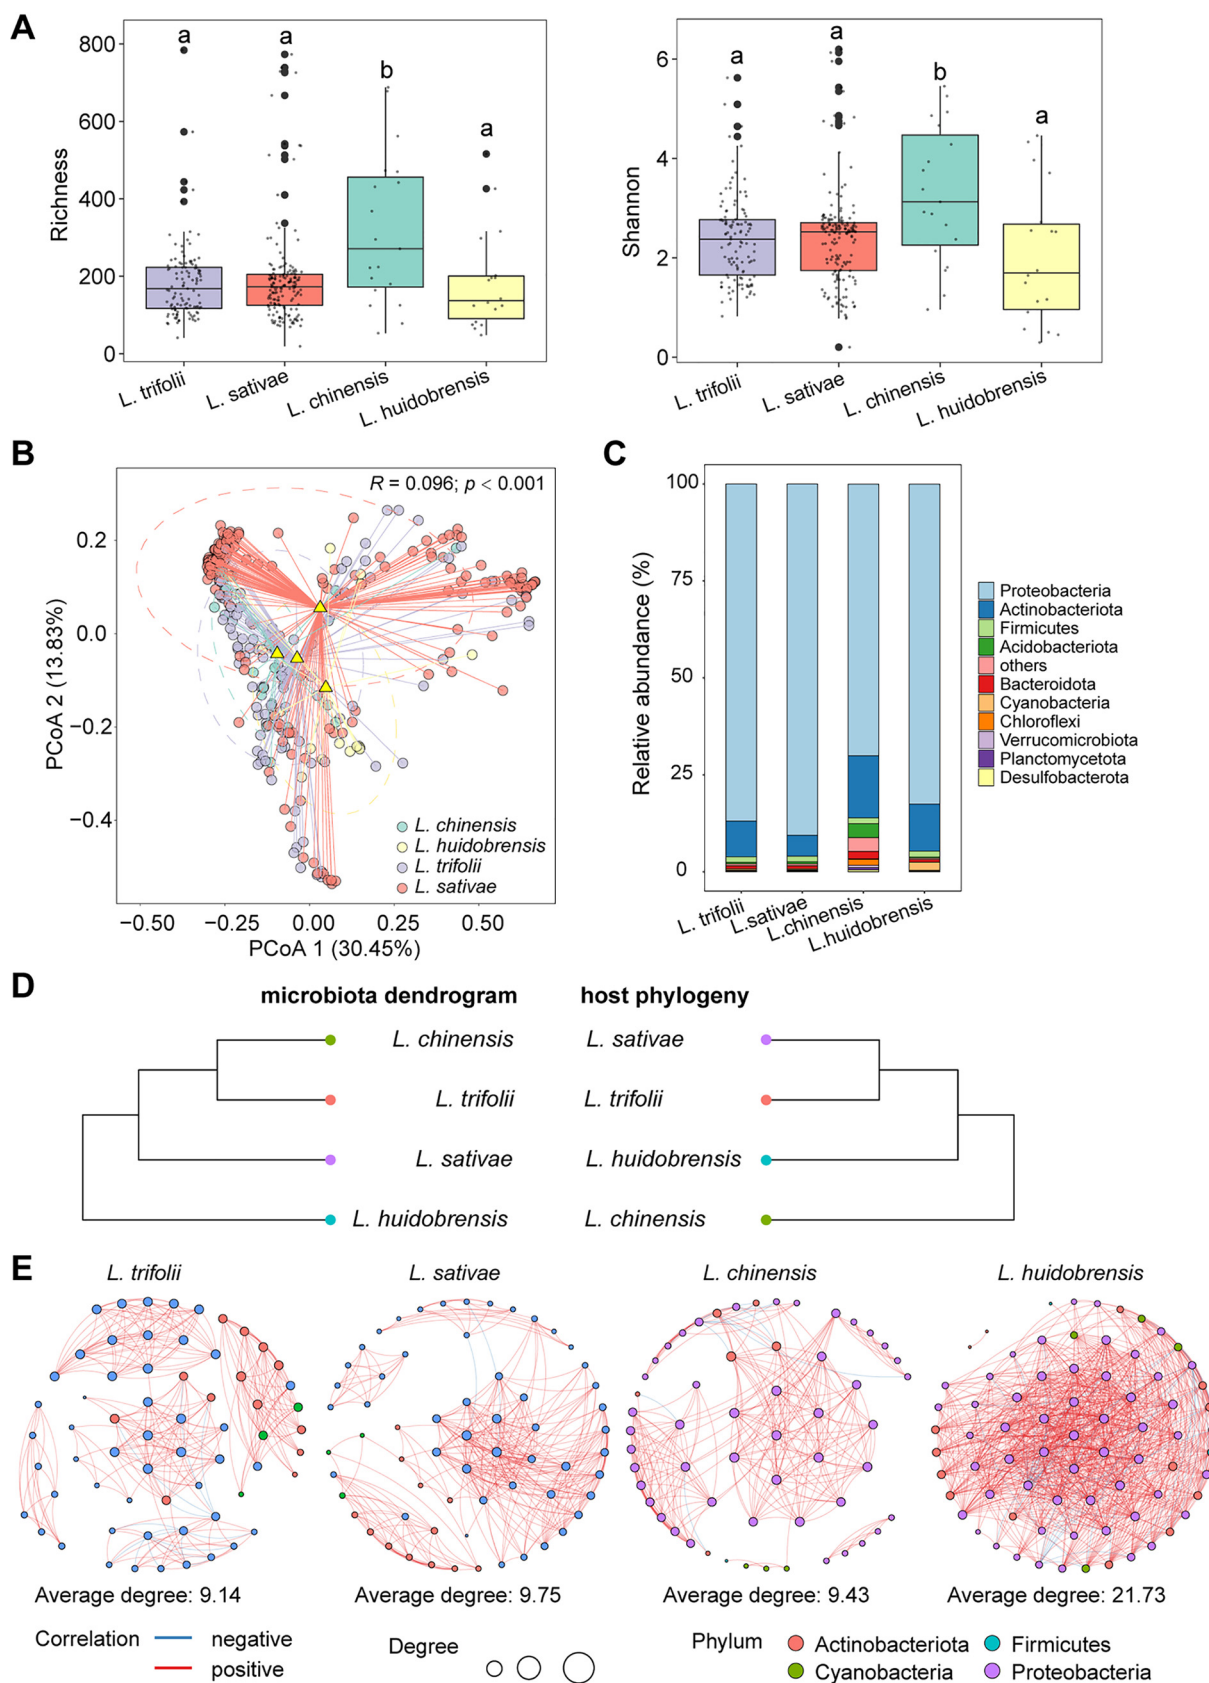 A
800
600
400
200
0
Richness
a
a
b
a
L. trifolii
L. sativae
L. chinensis
L. huidobrensis
6
4
2
0
Shannon
a
a
b
a
L. trifolii
L. sativae
L. chinensis
L. huidobrensis
B
R = 0.096; p < 0.001
0.2
0.0
−0.2
−0.4
PCoA 2 (13.83%)
L. chinensis
L. huidobrensis
L. trifolii
L. sativae
−0.50
−0.25
0.00
0.25
0.50
PCoA 1 (30.45%)
C
100
75
50
25
0
Relative abundance (%)
L. trifolii
L.sativae
L.chinensis
L.huidobrensis
Proteobacteria
Actinobacteriota
Firmicutes
Acidobacteriota
others
Bacteroidota
Cyanobacteria
Chloroflexi
Verrucomicrobiota
Planctomycetota
Desulfobacterota
D
microbiota dendrogram
host phylogeny
L. chinensis
L. sativae
L. trifolii
L. trifolii
L. sativae
L. huidobrensis
L. huidobrensis
L. chinensis
E
L. trifolii
L. sativae
L. chinensis
L. huidobrensis
Average degree: 9.14
Average degree: 9.75
Average degree: 9.43
Average degree: 21.73
Correlation
negative
positive
Degree
Phylum
Actinobacteriota
Firmicutes
Cyanobacteria
Proteobacteria